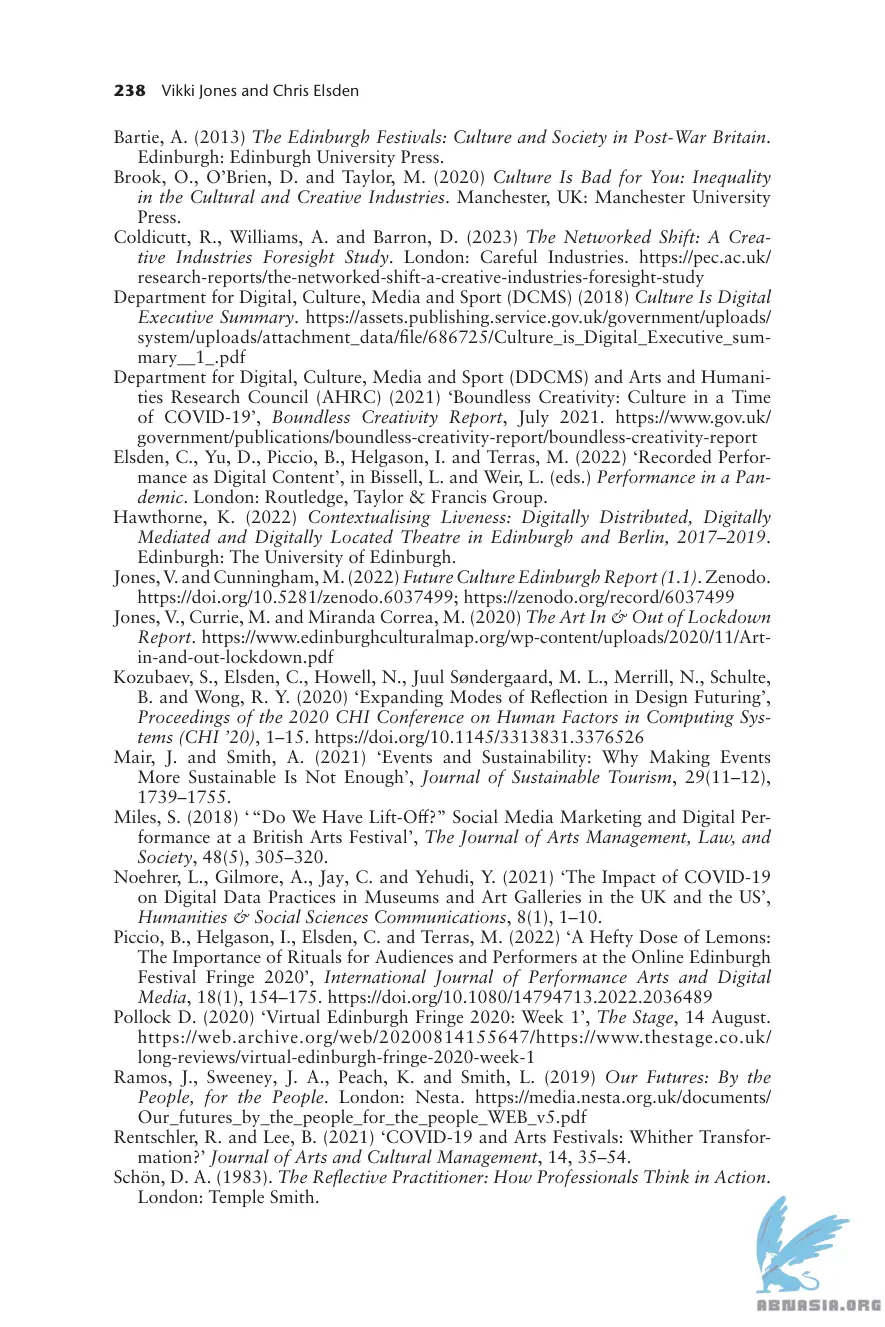 238 Vikki Jones and Chris Elsden
Bartie, A. (2013) The Edinburgh Festivals: Culture and Society in Post-War Britain.
Edinburgh: Edinburgh University Press.
Brook, O., O’Brien, D. and Taylor, M. (2020) Culture Is Bad for You: Inequality
in the Cultural and Creative Industries. Manchester, UK: Manchester University
Press.
Coldicutt, R., Williams, A. and Barron, D. (2023) The Networked Shift: A Crea-
tive Industries Foresight Study. London: Careful Industries. https://pec.ac.uk/
research-reports/the-networked-shift-a-creative-industries-foresight-study
Department for Digital, Culture, Media and Sport (DCMS) (2018) Culture Is Digital
Executive Summary. https://assets.publishing.service.gov.uk/government/uploads/
system/uploads/attachment_data/file/686725/Culture_is_Digital_Executive_sum-
mary__1_.pdf
Department for Digital, Culture, Media and Sport (DDCMS) and Arts and Humani-
ties Research Council (AHRC) (2021) ‘Boundless Creativity: Culture in a Time
of COVID-19’, Boundless Creativity Report, July 2021. https://www.gov.uk/
government/publications/boundless-creativity-report/boundless-creativity-report
Elsden, C., Yu, D., Piccio, B., Helgason, I. and Terras, M. (2022) ‘Recorded Perfor-
mance as Digital Content’, in Bissell, L. and Weir, L. (eds.) Performance in a Pan-
demic. London: Routledge, Taylor & Francis Group.
Hawthorne, K. (2022) Contextualising Liveness: Digitally Distributed, Digitally
Mediated and Digitally Located Theatre in Edinburgh and Berlin, 2017–2019.
Edinburgh: The University of Edinburgh.
Jones, V. and Cunningham, M. (2022) Future Culture Edinburgh Report (1.1). Zenodo.
https://doi.org/10.5281/zenodo.6037499; https://zenodo.org/record/6037499
Jones, V., Currie, M. and Miranda Correa, M. (2020) The Art In & Out of Lockdown
Report. https://www.edinburghculturalmap.org/wp-content/uploads/2020/11/Art-
in-and-out-lockdown.pdf
Kozubaev, S., Elsden, C., Howell, N., Juul Søndergaard, M. L., Merrill, N., Schulte,
B. and Wong, R. Y. (2020) ‘Expanding Modes of Reflection in Design Futuring’,
Proceedings of the 2020 CHI Conference on Human Factors in Computing Sys-
tems (CHI ’20), 1–15. https://doi.org/10.1145/3313831.3376526
Mair, J. and Smith, A. (2021) ‘Events and Sustainability: Why Making Events
More Sustainable Is Not Enough’, Journal of Sustainable Tourism, 29(11–12),
1739–1755.
Miles, S. (2018) ‘ “Do We Have Lift-Off?” Social Media Marketing and Digital Per-
formance at a British Arts Festival’, The Journal of Arts Management, Law, and
Society, 48(5), 305–320.
Noehrer, L., Gilmore, A., Jay, C. and Yehudi, Y. (2021) ‘The Impact of COVID-19
on Digital Data Practices in Museums and Art Galleries in the UK and the US’,
Humanities & Social Sciences Communications, 8(1), 1–10.
Piccio, B., Helgason, I., Elsden, C. and Terras, M. (2022) ‘A Hefty Dose of Lemons:
The Importance of Rituals for Audiences and Performers at the Online Edinburgh
Festival Fringe 2020’, International Journal of Performance Arts and Digital
Media, 18(1), 154–175. https://doi.org/10.1080/14794713.2022.2036489
Pollock D. (2020) ‘Virtual Edinburgh Fringe 2020: Week 1’, The Stage, 14 August.
https://web.archive.org/web/20200814155647/https://www.thestage.co.uk/
long-reviews/virtual-edinburgh-fringe-2020-week-1
Ramos, J., Sweeney, J. A., Peach, K. and Smith, L. (2019) Our Futures: By the
People, for the People. London: Nesta. https://media.nesta.org.uk/documents/
Our_futures_by_the_people_for_the_people_WEB_v5.pdf
Rentschler, R. and Lee, B. (2021) ‘COVID-19 and Arts Festivals: Whither Transfor-
mation?’ Journal of Arts and Cultural Management, 14, 35–54.
Schön, D. A. (1983). The Reflective Practitioner: How Professionals Think in Action.
London: Temple Smith.
ABNASIA.ORG